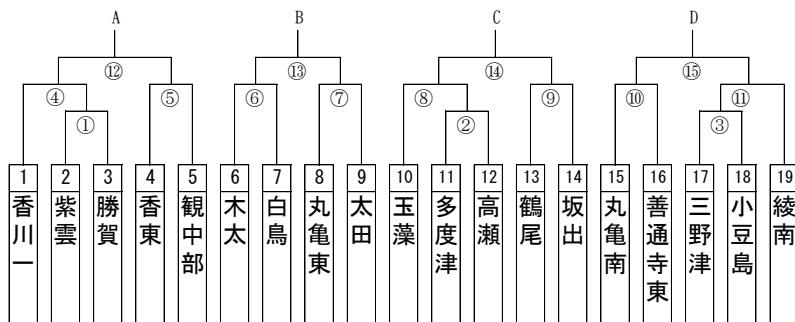 A B C D
⑫ ⑬ ⑭ ⑮
④ ⑤ ⑥ ⑦ ⑧ ⑨ ⑩ ⑪
① ② ③
1 2 3 4 5 6 7 8 9 10 11 12 13 14 15 16 17 18 19
香川一
紫雲
勝賀
香東
観中部
木太
白鳥
丸亀東
太田
玉藻
多度津
高瀬
鶴尾
坂出
丸亀南
善通寺東
三野津
小豆島
綾南